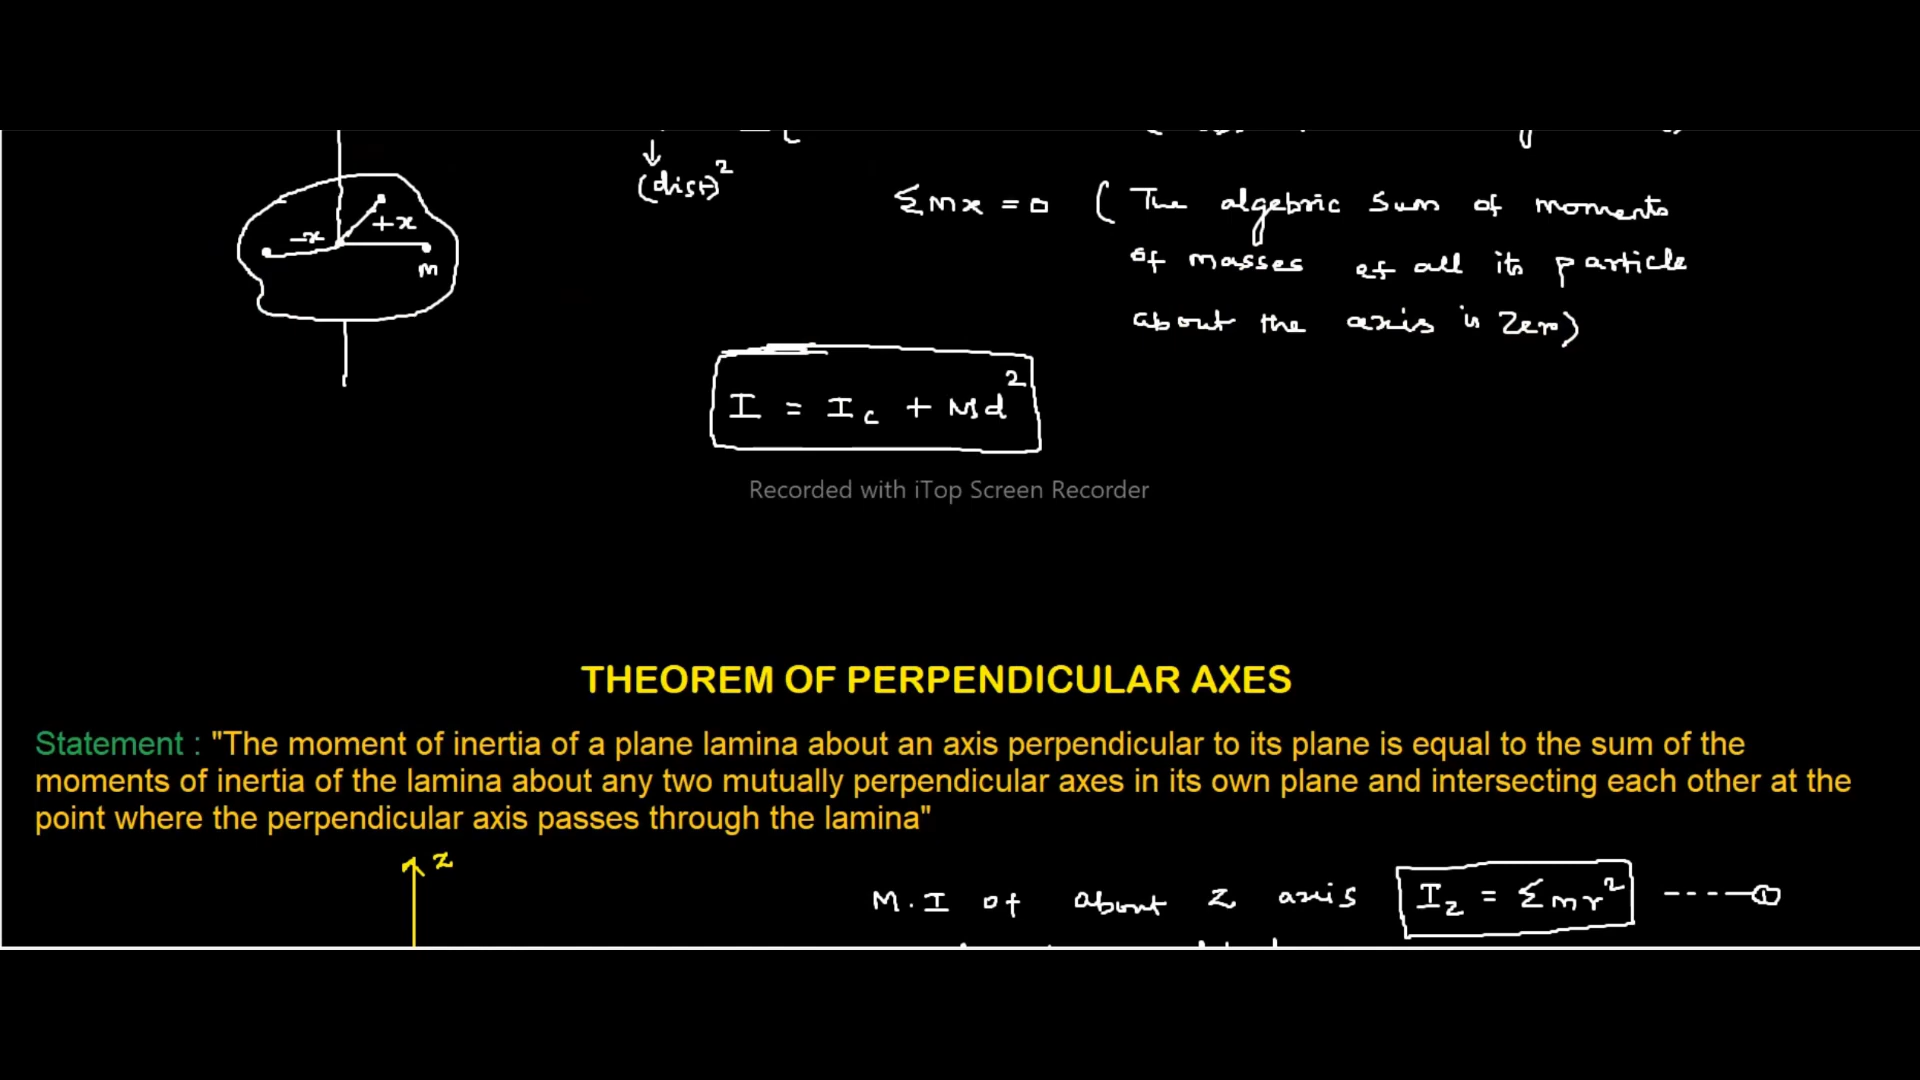 (dist)²
Σmx = 0 ( The algebric sum of moments
of masses of all its particle
about the axis is zero)
-x +x
m
I = Ic + Md²
Recorded with iTop Screen Recorder
THEOREM OF PERPENDICULAR AXES
Statement : "The moment of inertia of a plane lamina about an axis perpendicular to its plane is equal to the sum of the
moments of inertia of the lamina about any two mutually perpendicular axes in its own plane and intersecting each other at the
point where the perpendicular axis passes through the lamina"
z
M.I of about z axis Iz = Σmr² ----①